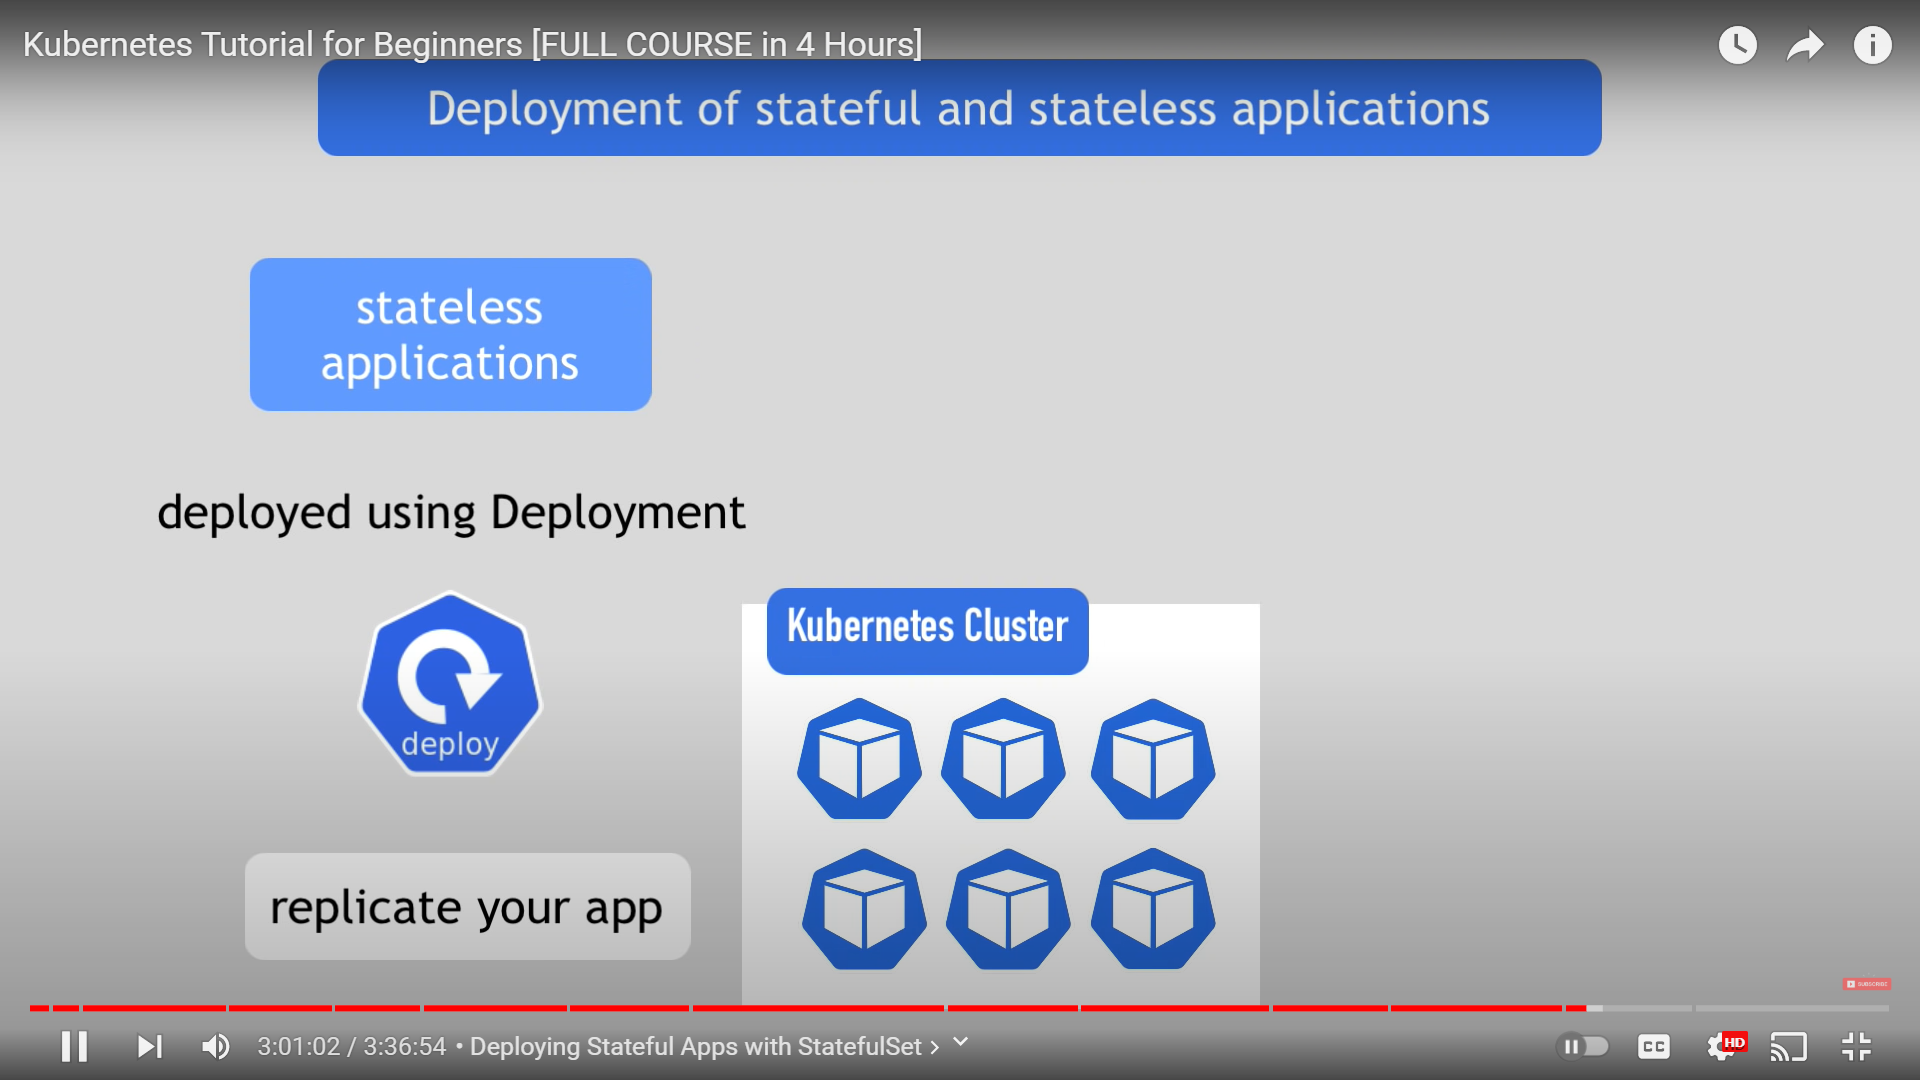 Kubernetes Tutorial for Beginners [FULL COURSE in 4 Hours]
Deployment of stateful and stateless applications
stateless
applications
deployed using Deployment
Kubernetes Cluster
deploy
replicate your app
SUBSCRIBE
3:01:02 / 3:36:54 • Deploying Stateful Apps with StatefulSet
CC
HD